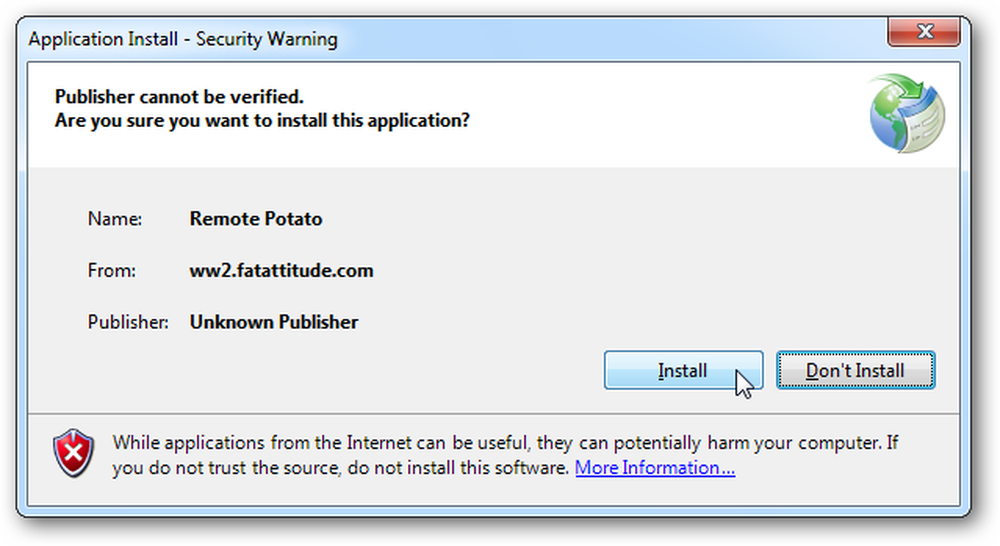 Application Install - Security Warning
Publisher cannot be verified.
Are you sure you want to install this application?
Name: Remote Potato
From: ww2.fatattitude.com
Publisher: Unknown Publisher
Install Don't Install
While applications from the Internet can be useful, they can potentially harm your computer. If
you do not trust the source, do not install this software. More Information...